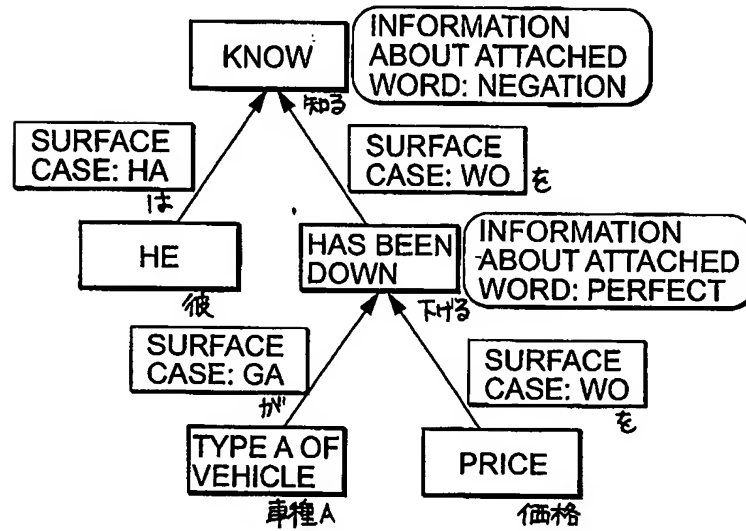 KNOW
INFORMATION
ABOUT ATTACHED
WORD: NEGATION
知る
SURFACE
CASE: HA
は
SURFACE
CASE: WO
を
HE
彼
HAS BEEN
DOWN
下げる
INFORMATION
ABOUT ATTACHED
WORD: PERFECT
SURFACE
CASE: GA
が
SURFACE
CASE: WO
を
TYPE A OF
VEHICLE
車種A
PRICE
価格